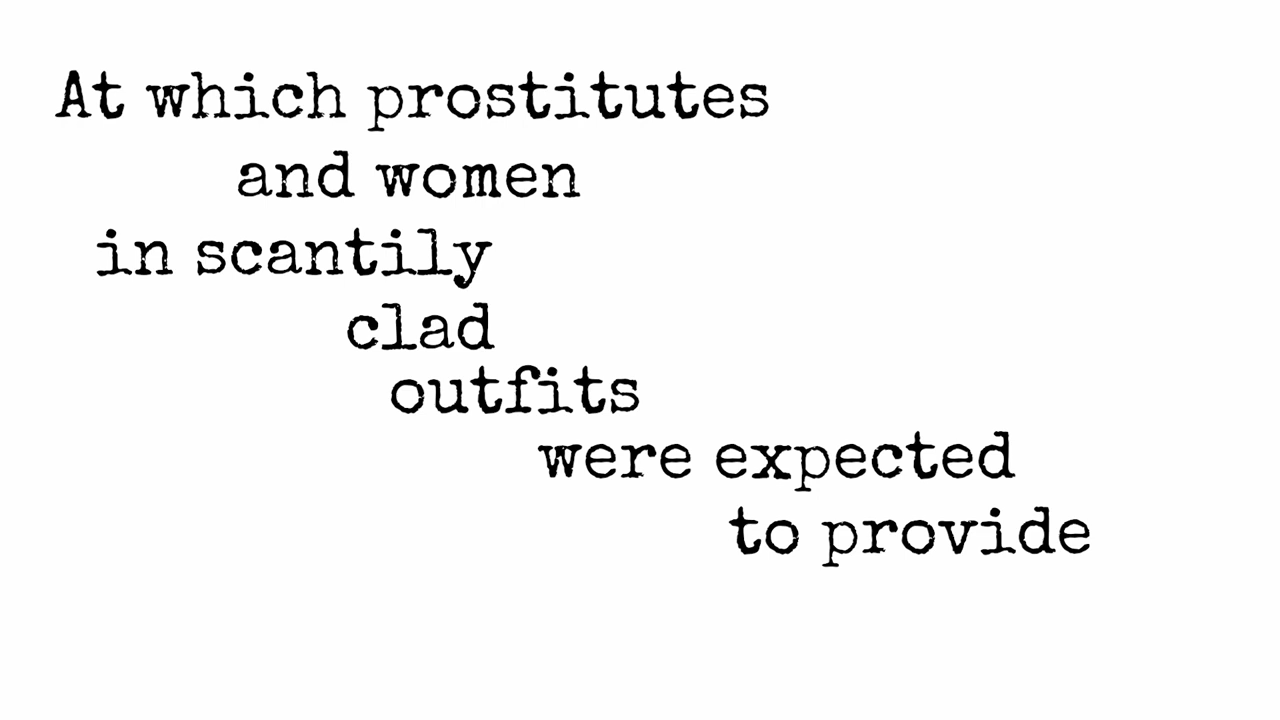 At which prostitutes
and women
in scantily
clad
outfits
were expected
to provide